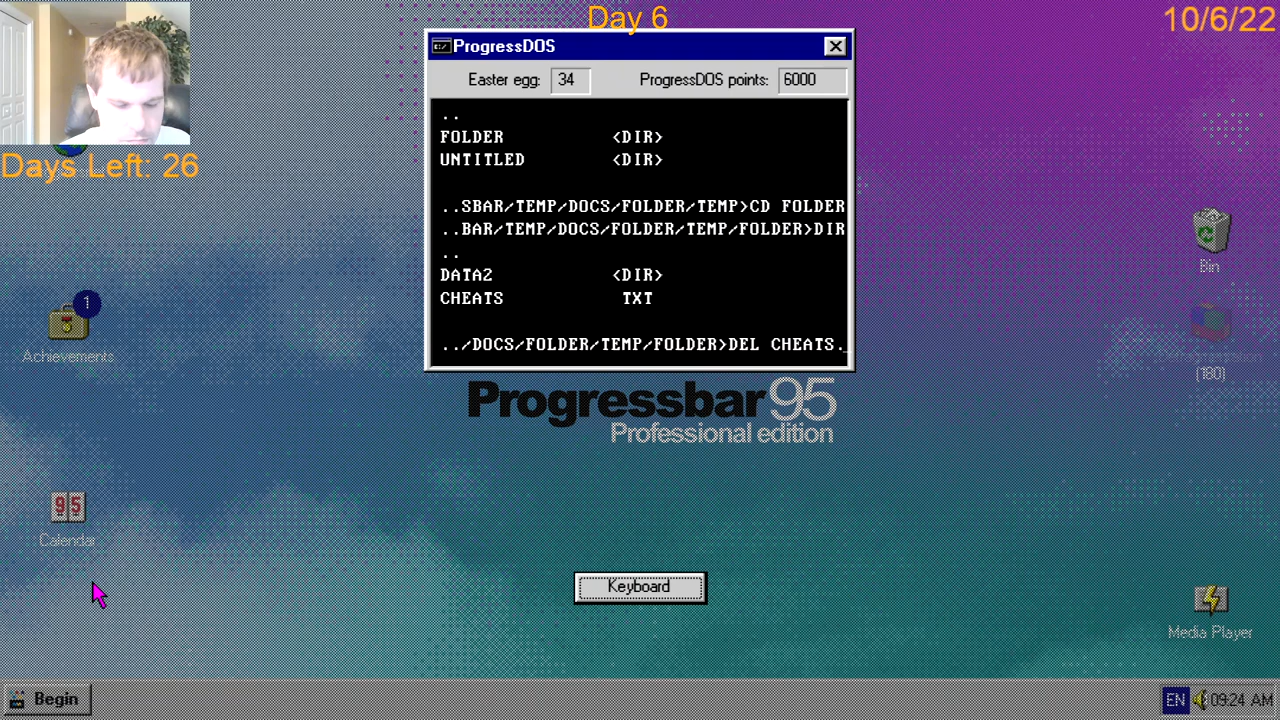 Day 6
10/6/22
Days Left: 26
ProgressDOS
Easter egg: 34
ProgressDOS points: 6000
..
FOLDER <DIR>
UNTITLED <DIR>
..SBAR/TEMP/DOCS/FOLDER/TEMP>CD FOLDER
..BAR/TEMP/DOCS/FOLDER/TEMP/FOLDER>DIR
..
DATA2 <DIR>
CHEATS TXT
../DOCS/FOLDER/TEMP/FOLDER>DEL CHEATS._
Bin
1
Achievements
(180)
Progressbar95
Professional edition
95
Calendar
Keyboard
Media Player
Begin
EN 09:24 AM